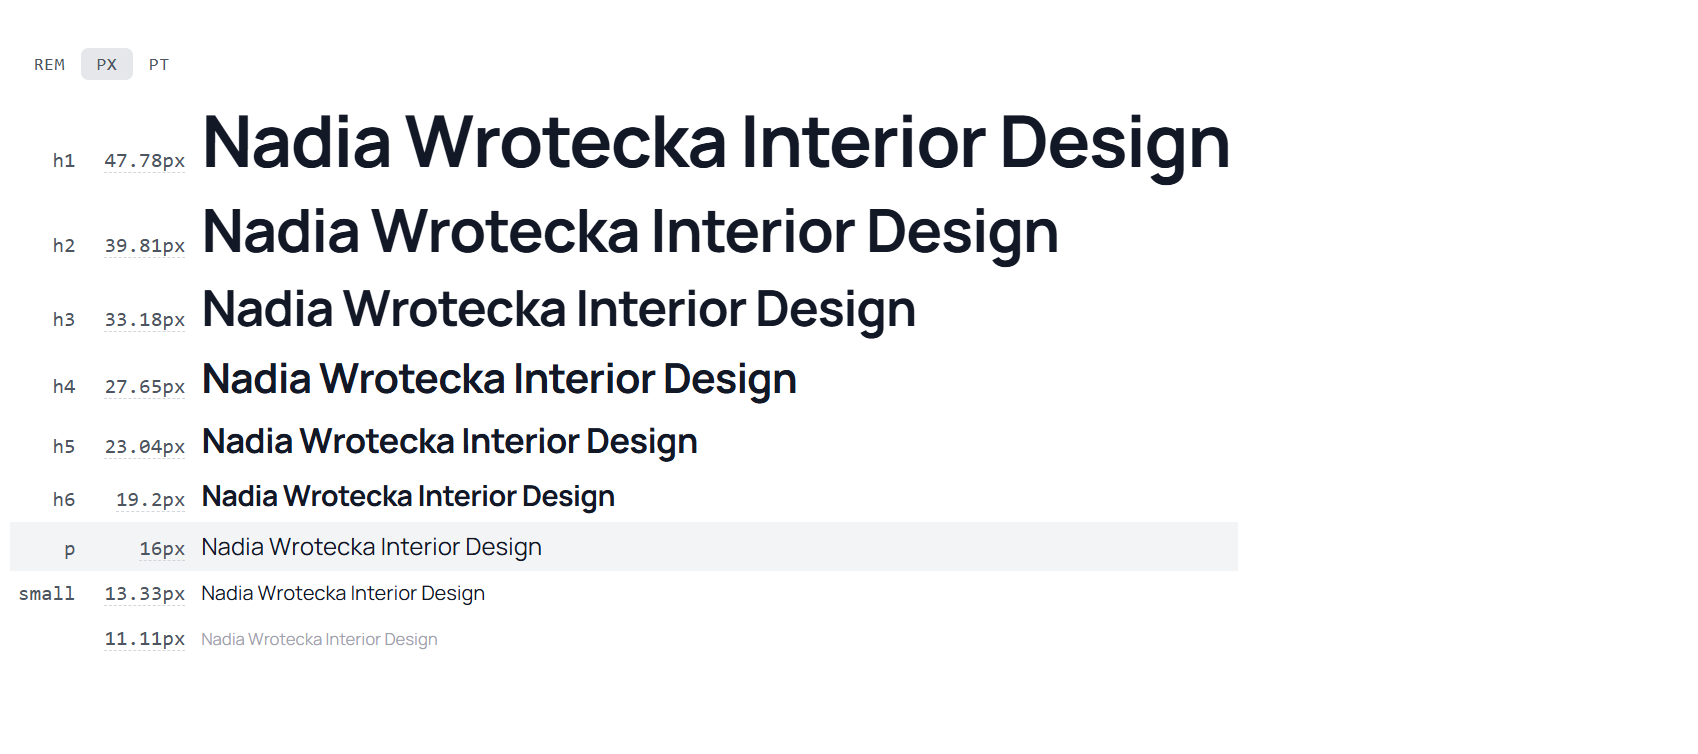 REM PX PT
h1 47.78px Nadia Wrotecka Interior Design
h2 39.81px Nadia Wrotecka Interior Design
h3 33.18px Nadia Wrotecka Interior Design
h4 27.65px Nadia Wrotecka Interior Design
h5 23.04px Nadia Wrotecka Interior Design
h6 19.2px Nadia Wrotecka Interior Design
p 16px Nadia Wrotecka Interior Design
small 13.33px Nadia Wrotecka Interior Design
11.11px Nadia Wrotecka Interior Design